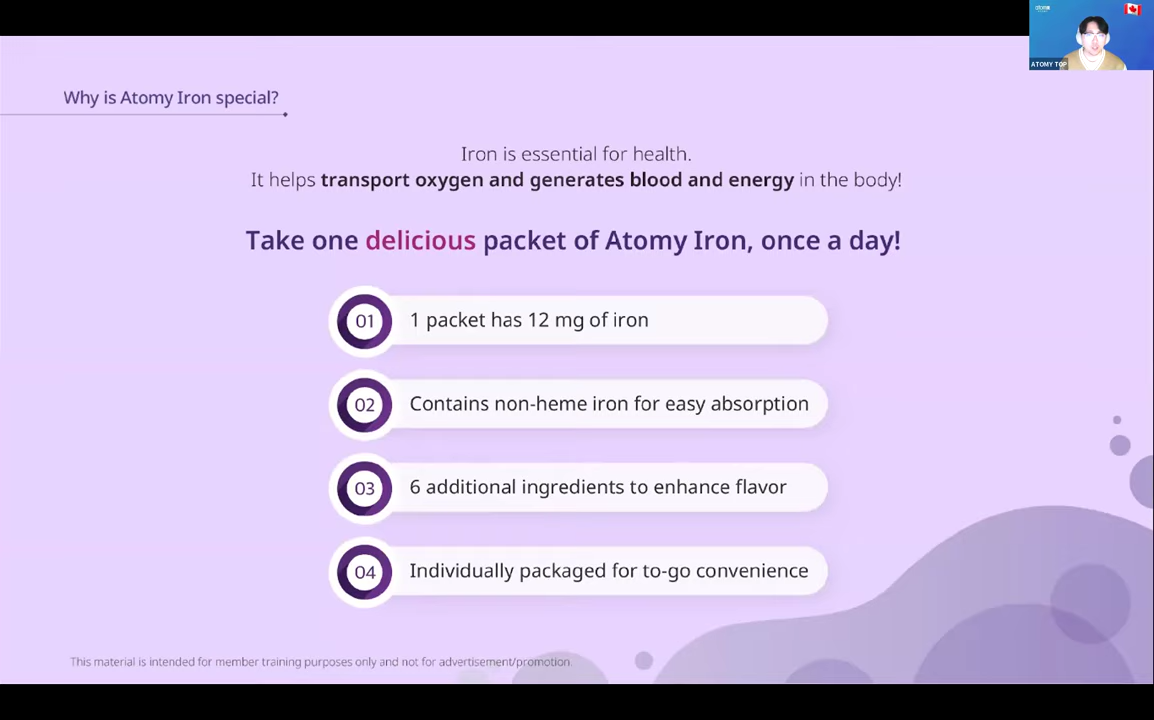 ATOMY TOP
Why is Atomy Iron special?
Iron is essential for health.
It helps transport oxygen and generates blood and energy in the body!
Take one delicious packet of Atomy Iron, once a day!
01 1 packet has 12 mg of iron
02 Contains non-heme iron for easy absorption
03 6 additional ingredients to enhance flavor
04 Individually packaged for to-go convenience
This material is intended for member training purposes only and not for advertisement/promotion.